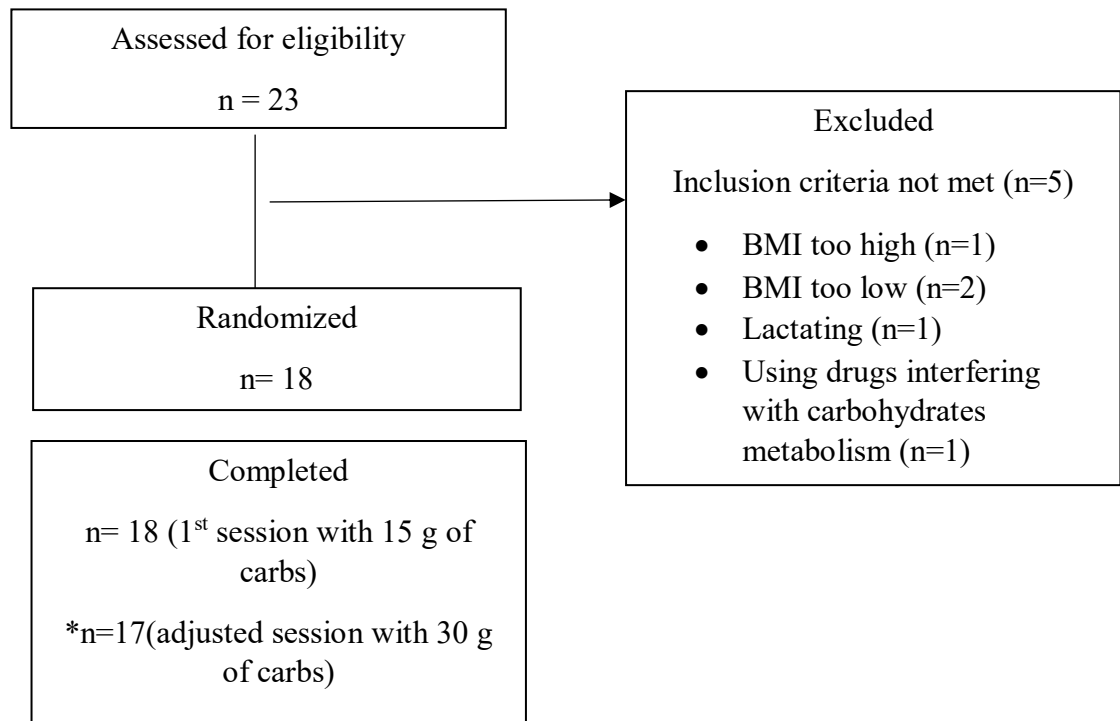 Assessed for eligibility
n = 23
Excluded
Inclusion criteria not met (n=5)
• BMI too high (n=1)
• BMI too low (n=2)
• Lactating (n=1)
• Using drugs interfering
with carbohydrates
metabolism (n=1)
Randomized
n= 18
Completed
n= 18 (1st session with 15 g of
carbs)
*n=17(adjusted session with 30 g
of carbs)